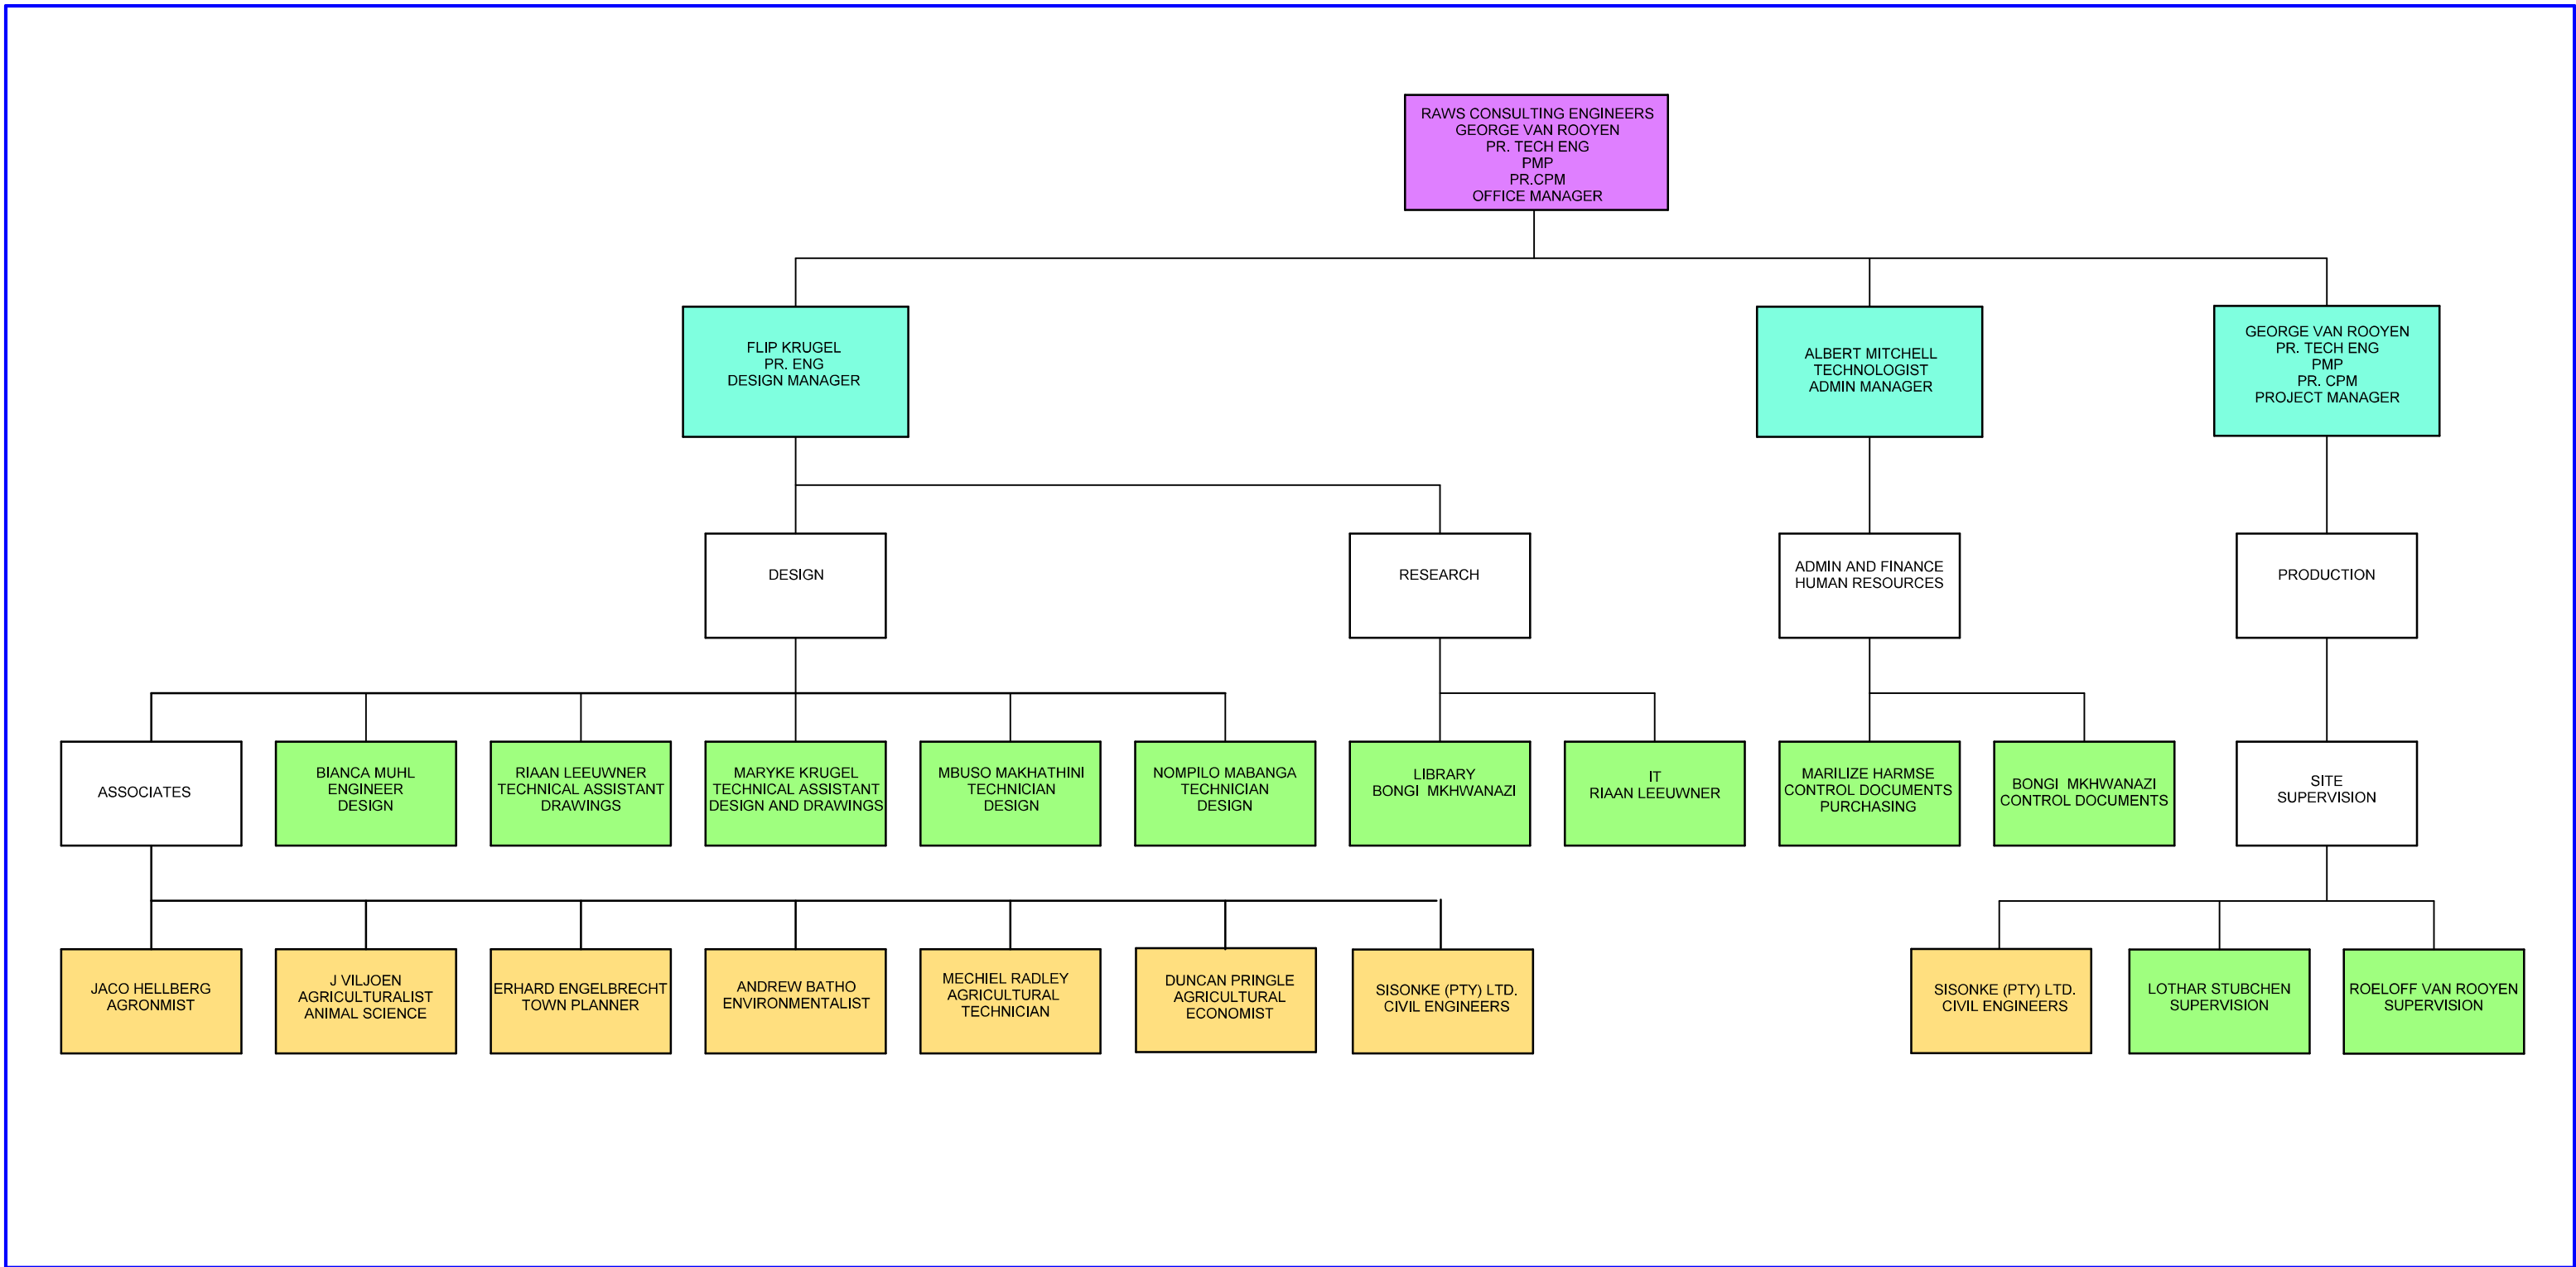 RAWS CONSULTING ENGINEERS
GEORGE VAN ROOYEN
PR. TECH ENG
PMP
PR.CPM
OFFICE MANAGER
FLIP KRUGEL
PR. ENG
DESIGN MANAGER
ALBERT MITCHELL
TECHNOLOGIST
ADMIN MANAGER
GEORGE VAN ROOYEN
PR. TECH ENG
PMP
PR. CPM
PROJECT MANAGER
DESIGN
RESEARCH
ADMIN AND FINANCE
HUMAN RESOURCES
PRODUCTION
ASSOCIATES
BIANCA MUHL
ENGINEER
DESIGN
RIAAN LEEUWNER
TECHNICAL ASSISTANT
DRAWINGS
MARYKE KRUGEL
TECHNICAL ASSISTANT
DESIGN AND DRAWINGS
MBUSO MAKHATHINI
TECHNICIAN
DESIGN
NOMPILO MABANGA
TECHNICIAN
DESIGN
LIBRARY
BONGI MKHWANAZI
IT
RIAAN LEEUWNER
MARILIZE HARMSE
CONTROL DOCUMENTS
PURCHASING
BONGI MKHWANAZI
CONTROL DOCUMENTS
SITE
SUPERVISION
JACO HELLBERG
AGRONMIST
J VILJOEN
AGRICULTURALIST
ANIMAL SCIENCE
ERHARD ENGELBRECHT
TOWN PLANNER
ANDREW BATHO
ENVIRONMENTALIST
MECHIEL RADLEY
AGRICULTURAL
TECHNICIAN
DUNCAN PRINGLE
AGRICULTURAL
ECONOMIST
SISONKE (PTY) LTD.
CIVIL ENGINEERS
SISONKE (PTY) LTD.
CIVIL ENGINEERS
LOTHAR STUBCHEN
SUPERVISION
ROELOFF VAN ROOYEN
SUPERVISION